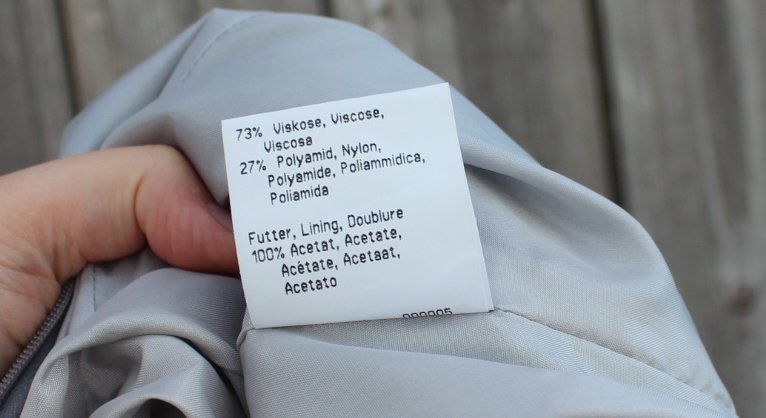 73% Viskose, Viscose,
Viscosa
27% Polyamid, Nylon,
Polyamide, Poliammidica,
Poliamida
Futter, Lining, Doublure
100% Acetat, Acetate,
Acétate, Acetaat,
Acetato